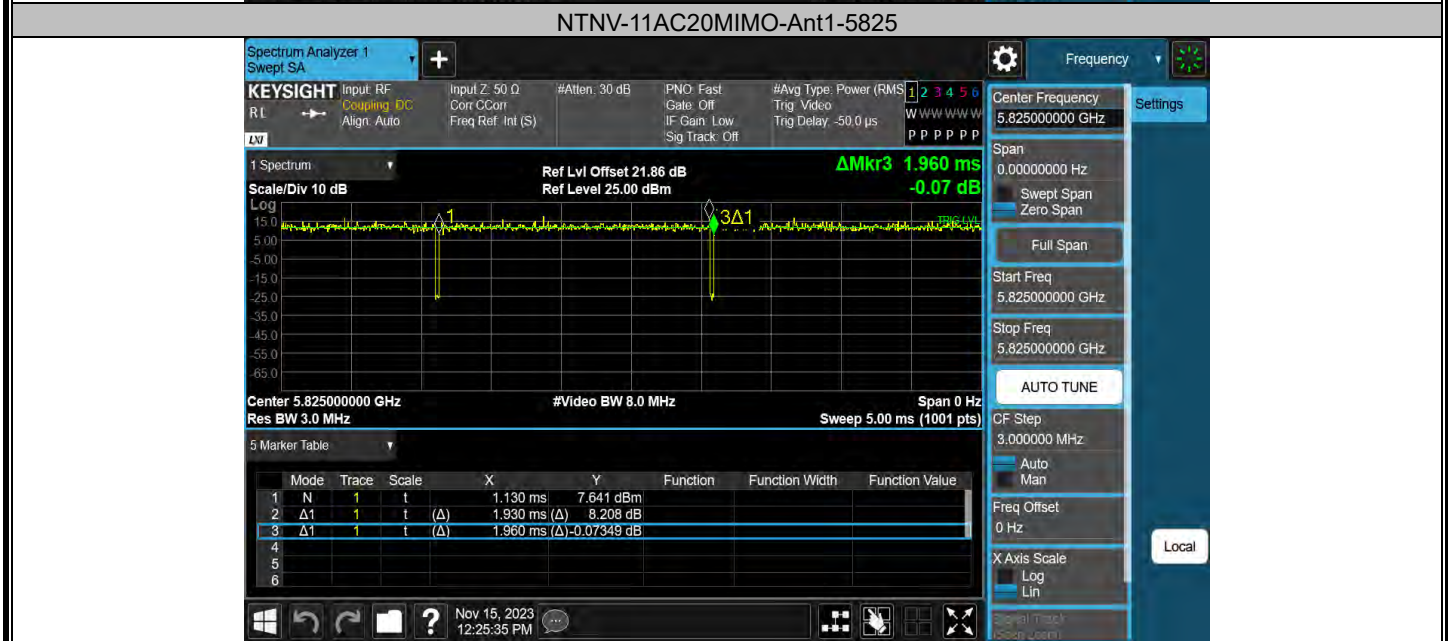 NTNV-11AC20MIMO-Ant1-5825
Spectrum Analyzer 1
Swept SA
Frequency
KEYSIGHT
RL
LXI
Input: RF
Coupling: DC
Align: Auto
Input Z: 50 Ω
Corr CCorr
Freq Ref: Int (S)
#Atten: 30 dB
PNO: Fast
Gate: Off
IF Gain: Low
Sig Track: Off
#Avg Type: Power (RMS
Trig: Video
Trig Delay: -50.0 µs
1 2 3 4 5 6
W W W W W W
P P P P P P
Center Frequency
5.825000000 GHz
Settings
Span
0.00000000 Hz
Swept Span
Zero Span
Full Span
Start Freq
5.825000000 GHz
Stop Freq
5.825000000 GHz
AUTO TUNE
CF Step
3.000000 MHz
Auto
Man
Freq Offset
0 Hz
X Axis Scale
Log
Lin
Signal Track
(Span Zoom)
Local
1 Spectrum
Scale/Div 10 dB
Ref Lvl Offset 21.86 dB
Ref Level 25.00 dBm
ΔMkr3 1.960 ms
-0.07 dB
Log
15.0
5.00
-5.00
-15.0
-25.0
-35.0
-45.0
-55.0
-65.0
1
3Δ1
TRIG LVL
Center 5.825000000 GHz
Res BW 3.0 MHz
#Video BW 8.0 MHz
Span 0 Hz
Sweep 5.00 ms (1001 pts)
5 Marker Table
Mode Trace Scale X Y Function Function Width Function Value
1 N 1 t 1.130 ms 7.641 dBm
2 Δ1 1 t (Δ) 1.930 ms (Δ) 8.208 dB
3 Δ1 1 t (Δ) 1.960 ms (Δ) -0.07349 dB
4
5
6
?
Nov 15, 2023
12:25:35 PM